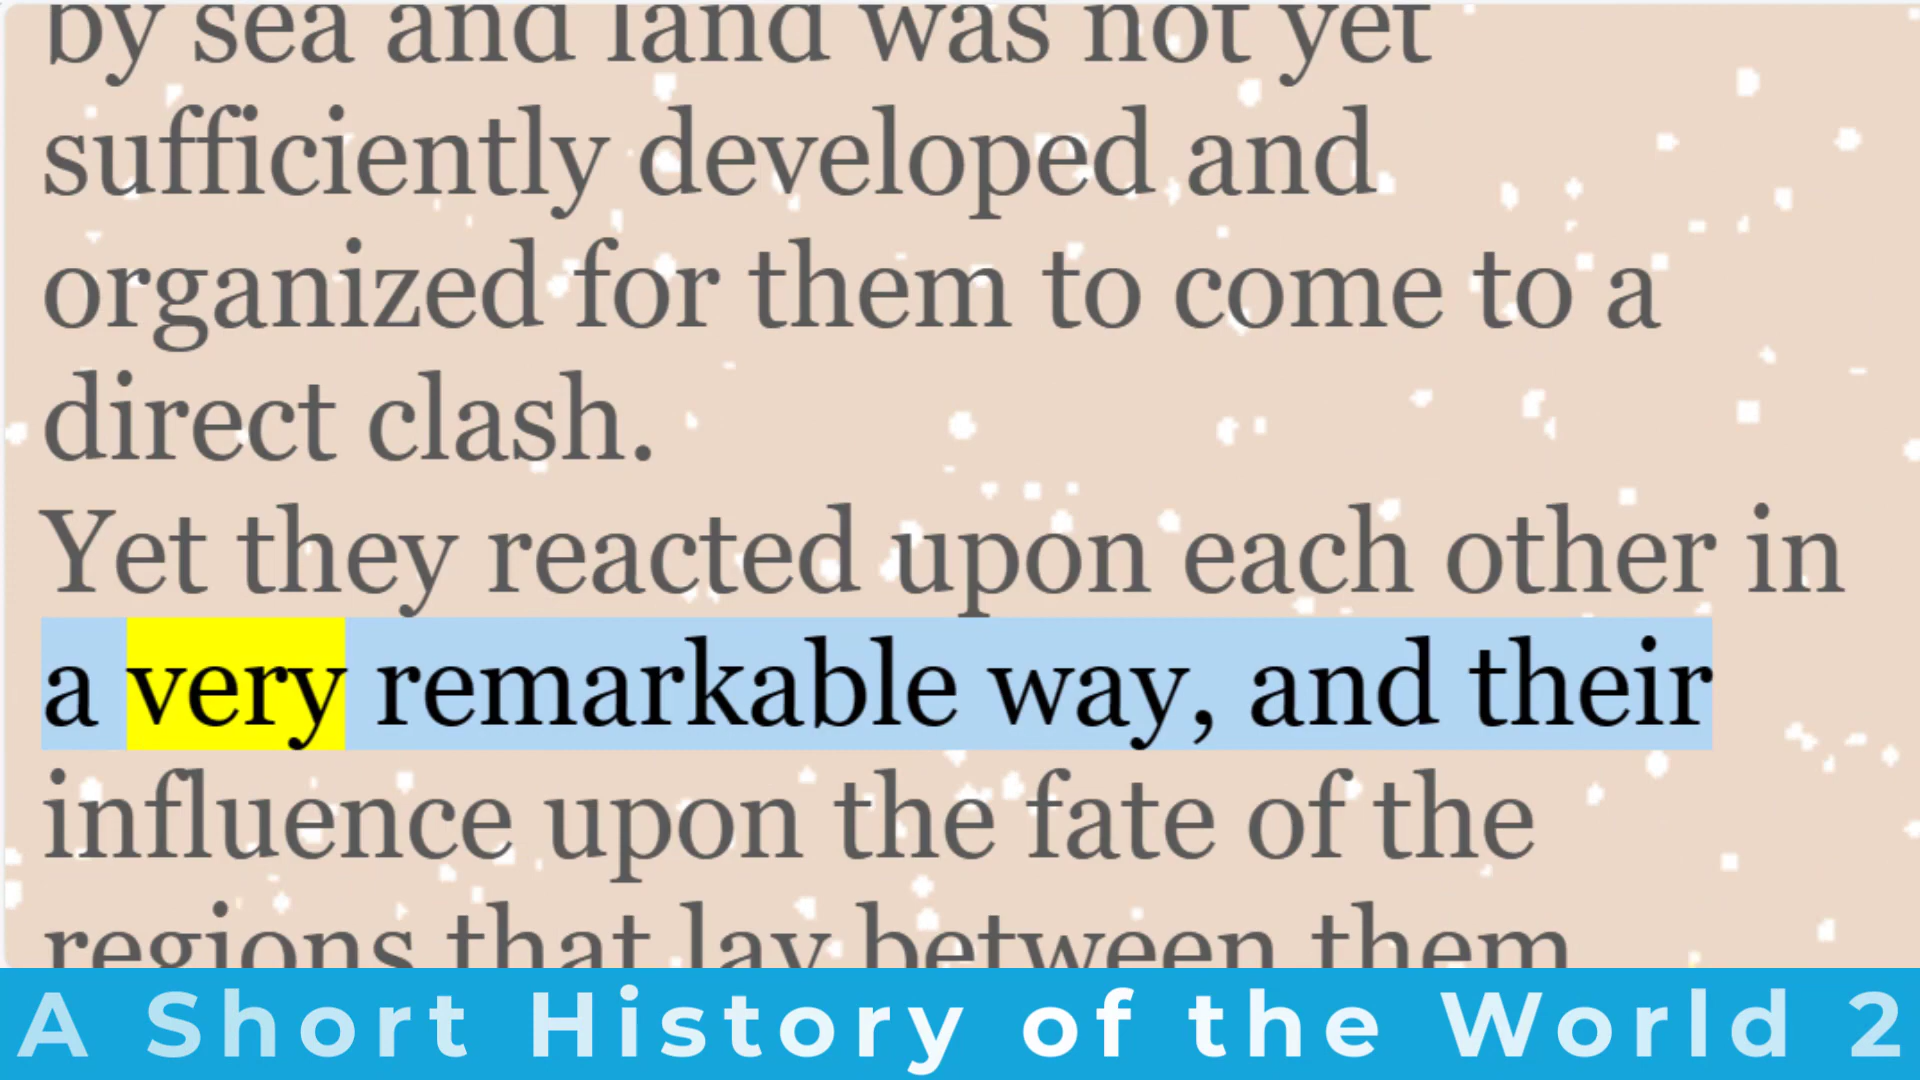 by sea and land was not yet
sufficiently developed and
organized for them to come to a
direct clash.
Yet they reacted upon each other in
a very remarkable way, and their
influence upon the fate of the
regions that lay between them
A Short History of the World 2